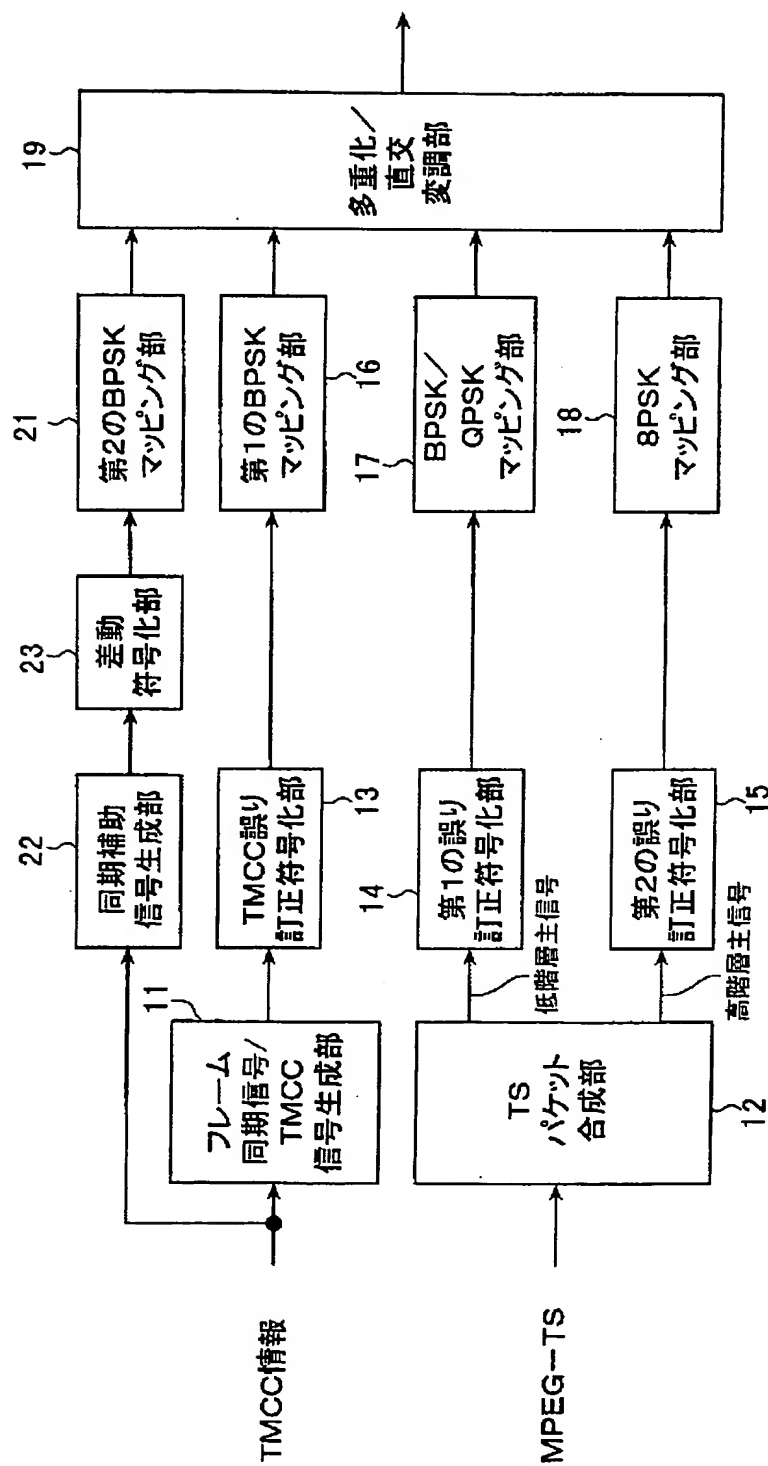 TMCC情報
MPEG−TS
11
フレーム
同期信号/
TMCC
信号生成部
TS
パケット
合成部
12
低階層主信号
高階層主信号
22
同期補助
信号生成部
TMCC誤り
訂正符号化部
13
14
第1の誤り
訂正符号化部
第2の誤り
訂正符号化部
15
23
差動
符号化部
21
第2のBPSK
マッピング部
第1のBPSK
マッピング部
16
17
BPSK/
QPSK
マッピング部
18
8PSK
マッピング部
19
多重化/
直交
変調部